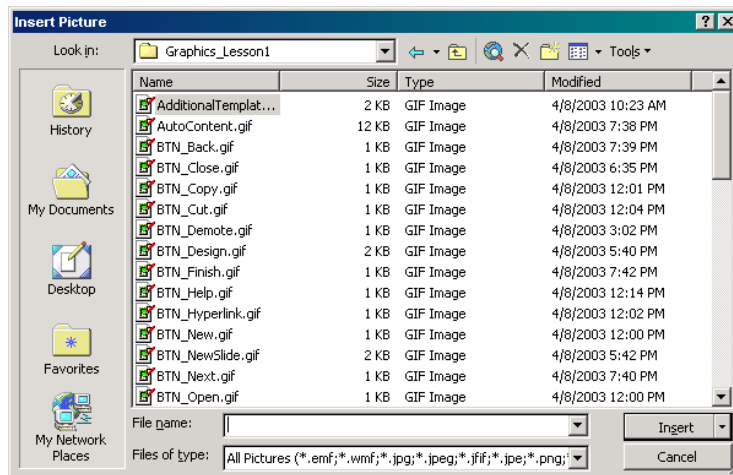 Insert Picture
Look in: Graphics_Lesson1 Tools
Name Size Type Modified
AdditionalTemplat... 2 KB GIF Image 4/8/2003 10:23 AM
AutoContent.gif 12 KB GIF Image 4/8/2003 7:38 PM
BTN_Back.gif 1 KB GIF Image 4/8/2003 7:39 PM
BTN_Close.gif 1 KB GIF Image 4/8/2003 6:35 PM
BTN_Copy.gif 1 KB GIF Image 4/8/2003 12:01 PM
BTN_Cut.gif 1 KB GIF Image 4/8/2003 12:04 PM
BTN_Demote.gif 1 KB GIF Image 4/8/2003 3:02 PM
BTN_Design.gif 2 KB GIF Image 4/8/2003 5:40 PM
BTN_Finish.gif 1 KB GIF Image 4/8/2003 7:42 PM
BTN_Help.gif 1 KB GIF Image 4/8/2003 12:14 PM
BTN_Hyperlink.gif 1 KB GIF Image 4/8/2003 12:02 PM
BTN_New.gif 1 KB GIF Image 4/8/2003 12:00 PM
BTN_NewSlide.gif 2 KB GIF Image 4/8/2003 5:42 PM
BTN_Next.gif 1 KB GIF Image 4/8/2003 7:40 PM
BTN_Open.gif 1 KB GIF Image 4/8/2003 12:00 PM
History
My Documents
Desktop
Favorites
My Network
Places
File name: Insert
Files of type: All Pictures (*.emf;*.wmf;*.jpg;*.jpeg;*.jfif;*.jpe;*.png; Cancel